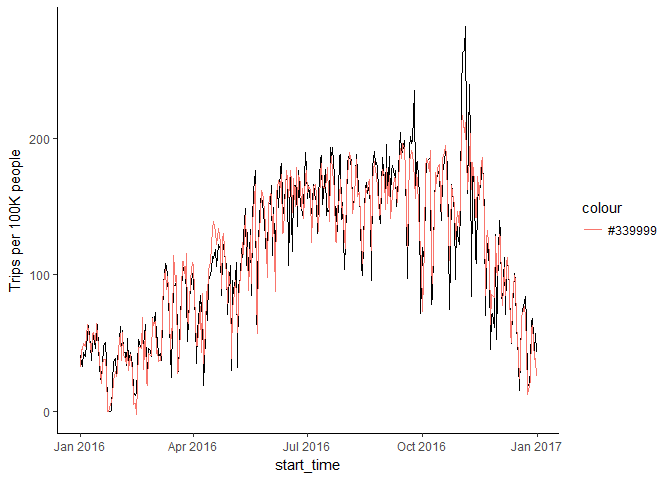 Trips per 100K people
200
100
0
Jan 2016
Apr 2016
Jul 2016
Oct 2016
Jan 2017
start_time
colour
#339999